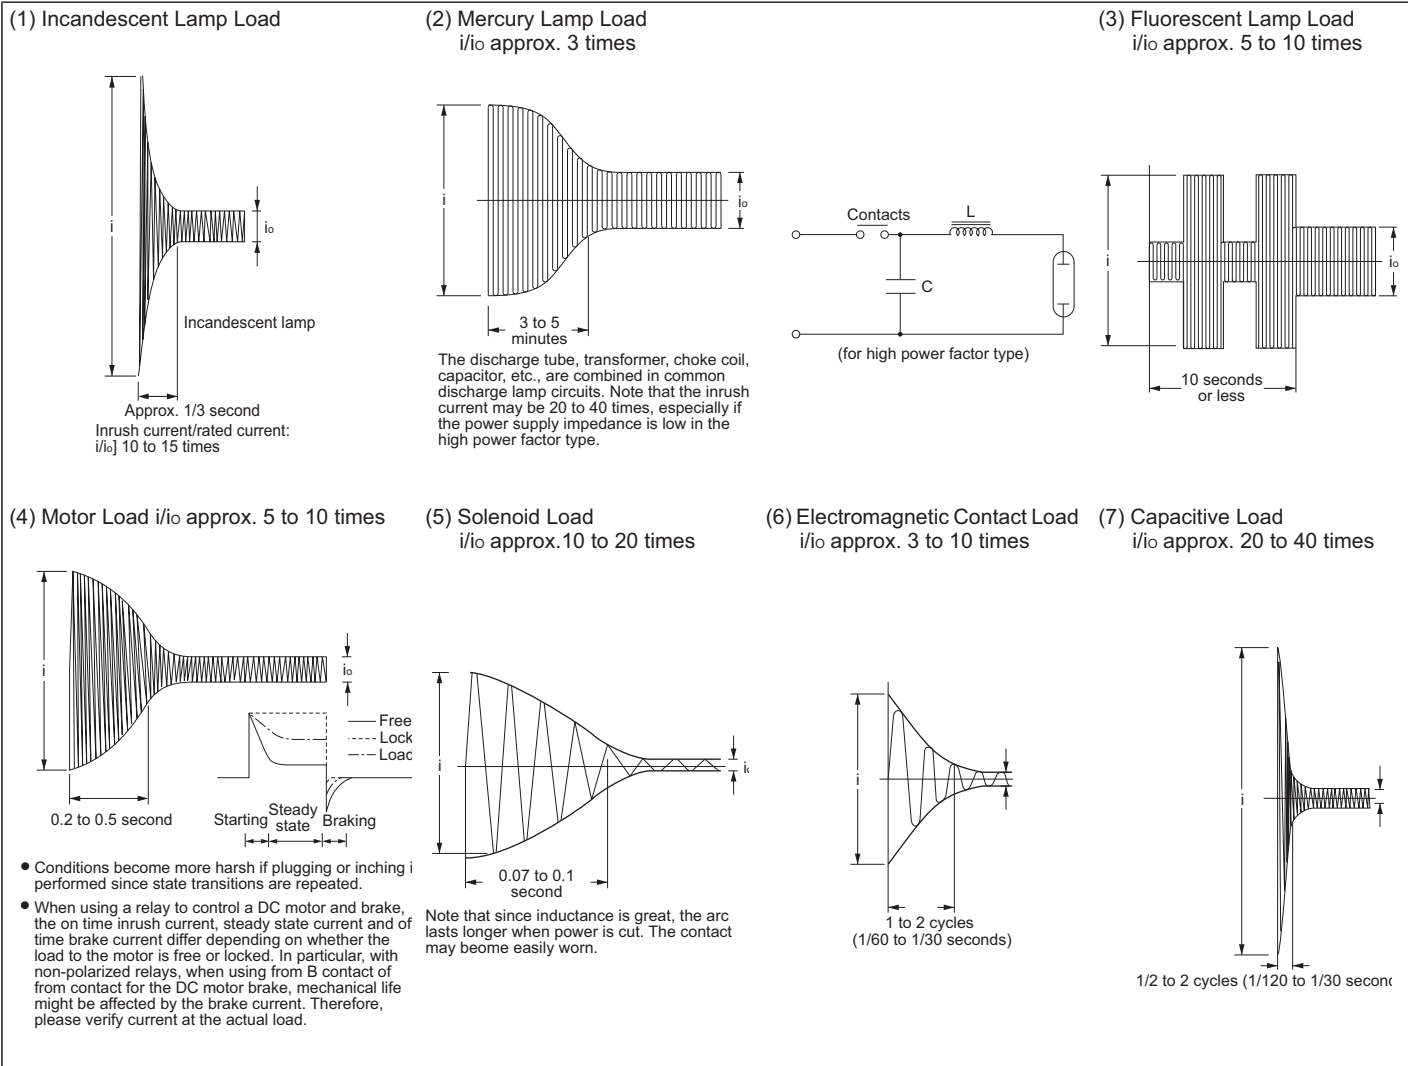 (1) Incandescent Lamp Load
i
io
Incandescent lamp
Approx. 1/3 second
Inrush current/rated current:
i/io] 10 to 15 times
(2) Mercury Lamp Load
i/io approx. 3 times
i
io
3 to 5
minutes
The discharge tube, transformer, choke coil,
capacitor, etc., are combined in common
discharge lamp circuits. Note that the inrush
current may be 20 to 40 times, especially if
the power supply impedance is low in the
high power factor type.
Contacts
L
C
(for high power factor type)
(3) Fluorescent Lamp Load
i/io approx. 5 to 10 times
i
io
10 seconds
or less
(4) Motor Load i/io approx. 5 to 10 times
i
io
Free
Lock
Load
Starting
Steady
state
Braking
0.2 to 0.5 second
● Conditions become more harsh if plugging or inching i
performed since state transitions are repeated.
● When using a relay to control a DC motor and brake,
the on time inrush current, steady state current and of
time brake current differ depending on whether the
load to the motor is free or locked. In particular, with
non-polarized relays, when using from B contact of
from contact for the DC motor brake, mechanical life
might be affected by the brake current. Therefore,
please verify current at the actual load.
(5) Solenoid Load
i/io approx.10 to 20 times
i
io
0.07 to 0.1
second
Note that since inductance is great, the arc
lasts longer when power is cut. The contact
may beome easily worn.
(6) Electromagnetic Contact Load
i/io approx. 3 to 10 times
i
1 to 2 cycles
(1/60 to 1/30 seconds)
(7) Capacitive Load
i/io approx. 20 to 40 times
i
1/2 to 2 cycles (1/120 to 1/30 secon